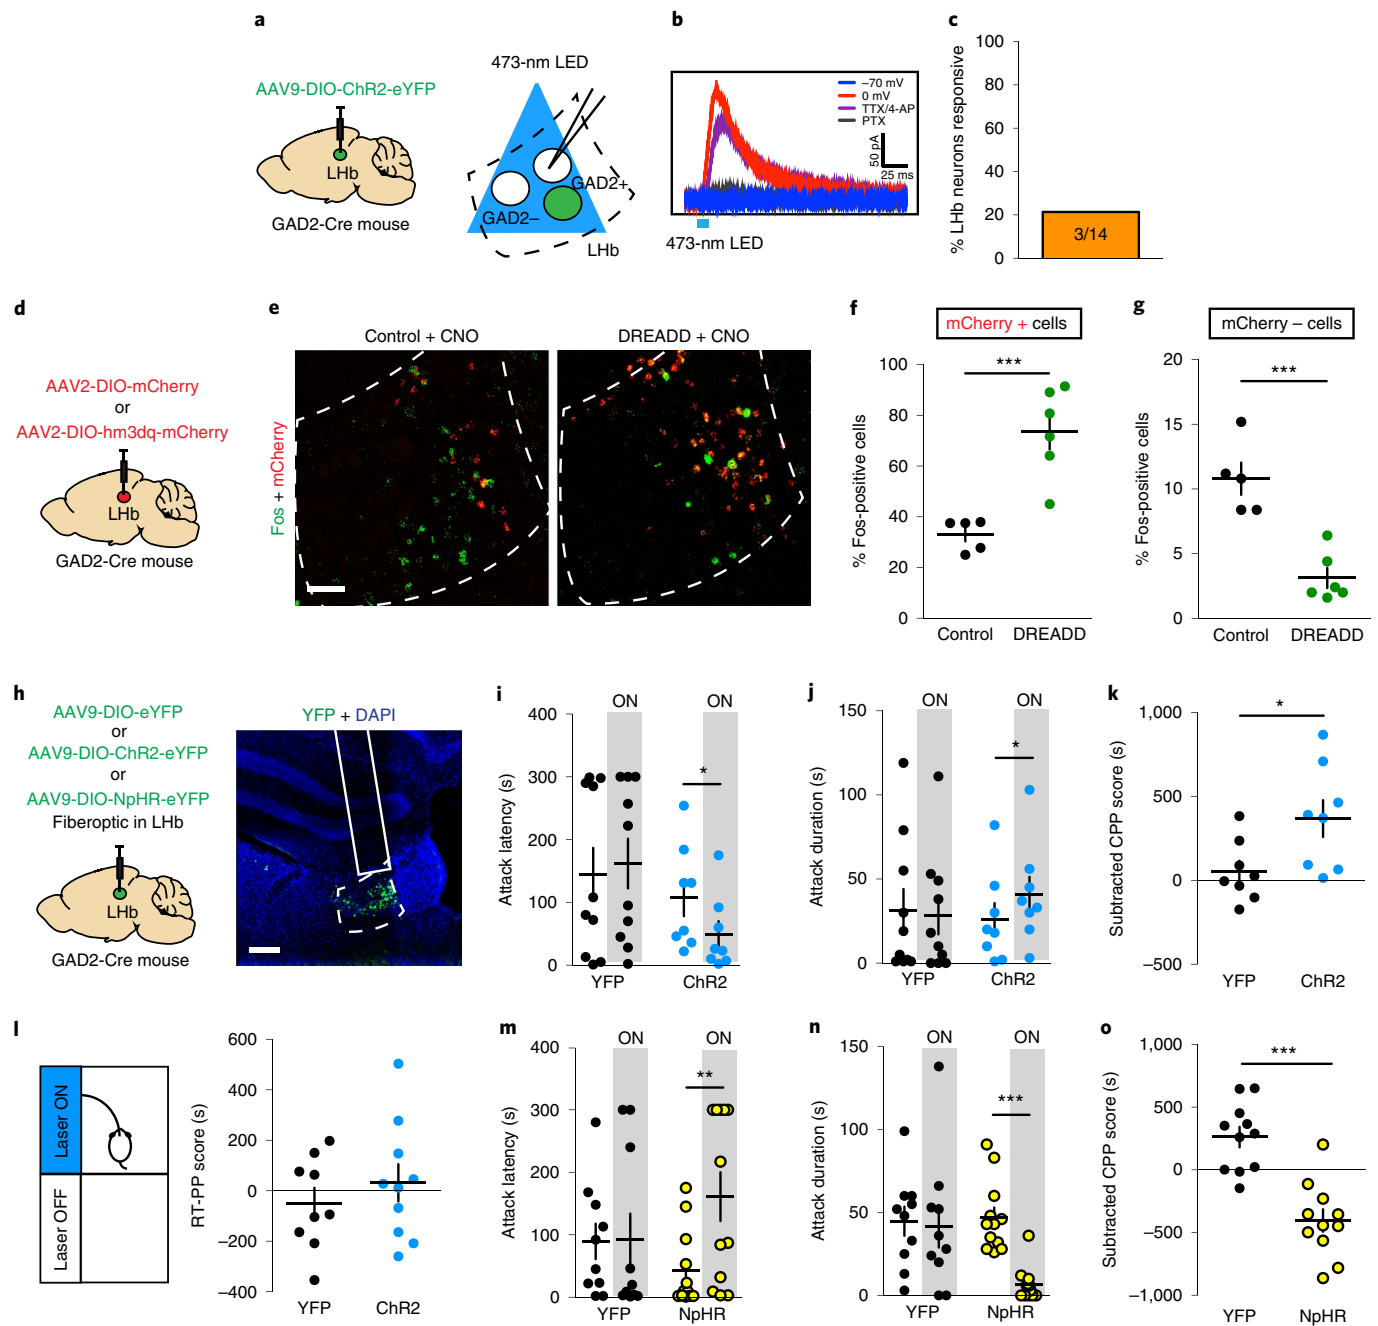 a
AAV9-DIO-ChR2-eYFP
LHb
GAD2-Cre mouse
473-nm LED
GAD2+
GAD2–
LHb
b
–70 mV
0 mV
TTX/4-AP
PTX
50 pA
25 ms
473-nm LED
c
% LHb neurons responsive
100
80
60
40
20
0
3/14
d
AAV2-DIO-mCherry
or
AAV2-DIO-hm3dq-mCherry
LHb
GAD2-Cre mouse
e
Control + CNO
DREADD + CNO
Fos + mCherry
f
mCherry + cells
% Fos-positive cells
100
80
60
40
20
0
***
Control
DREADD
g
mCherry – cells
% Fos-positive cells
20
15
10
5
0
***
Control
DREADD
h
AAV9-DIO-eYFP
or
AAV9-DIO-ChR2-eYFP
or
AAV9-DIO-NpHR-eYFP
Fiberoptic in LHb
LHb
GAD2-Cre mouse
YFP + DAPI
i
ON
Attack latency (s)
400
300
200
100
0
*
YFP
ChR2
ON
j
ON
Attack duration (s)
150
100
50
0
*
YFP
ChR2
ON
k
Subtracted CPP score (s)
1,000
500
0
–500
*
YFP
ChR2
l
Laser ON
Laser OFF
RT-PP score (s)
600
400
200
0
–200
–400
YFP
ChR2
m
ON
ON
Attack latency (s)
400
300
200
100
0
**
YFP
NpHR
n
ON
ON
Attack duration (s)
150
100
50
0
***
YFP
NpHR
o
Subtracted CPP score (s)
1,000
500
0
–500
–1,000
***
YFP
NpHR